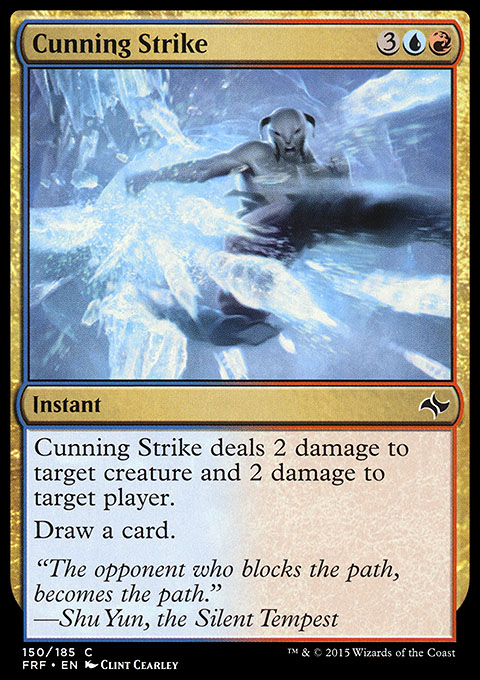 Cunning Strike 3
Instant
Cunning Strike deals 2 damage to
target creature and 2 damage to
target player.
Draw a card.
“The opponent who blocks the path,
becomes the path.”
—Shu Yun, the Silent Tempest
150/185 C
FRF • EN Clint Cearley
™ & © 2015 Wizards of the Coast